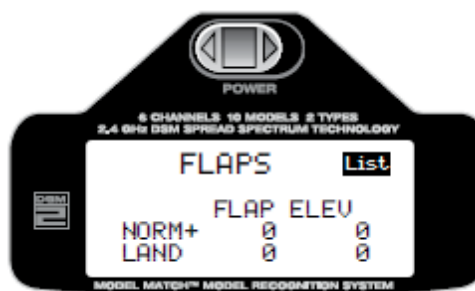 POWER
6 CHANNELS 10 MODELS 2 TYPES
2.4 GHz DSM SPREAD SPECTRUM TECHNOLOGY
FLAPS List
DSM
2
FLAP ELEV
NORM+ 0 0
LAND 0 0
MODEL MATCH™ MODEL RECOGNITION SYSTEM